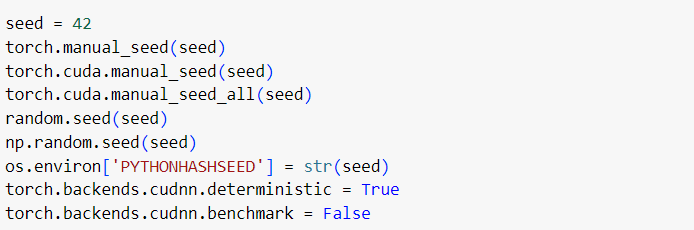 seed = 42
torch.manual_seed(seed)
torch.cuda.manual_seed(seed)
torch.cuda.manual_seed_all(seed)
random.seed(seed)
np.random.seed(seed)
os.environ['PYTHONHASHSEED'] = str(seed)
torch.backends.cudnn.deterministic = True
torch.backends.cudnn.benchmark = False